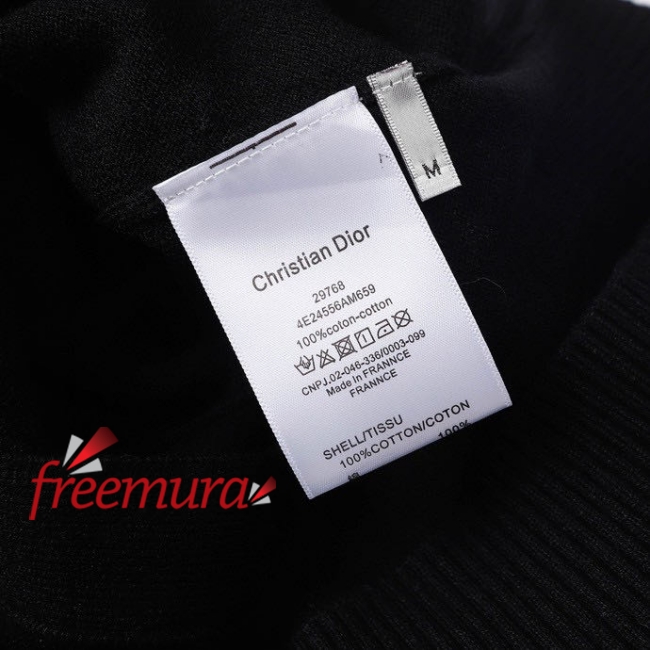 M
Christian Dior
29768
4E24556AM659
100%coton-cotton
CNPJ.02-046-336/0003-099
Made In FRANNCE
FRANNCE
SHELL/TISSU
100%COTTON/COTON
100%
freemura